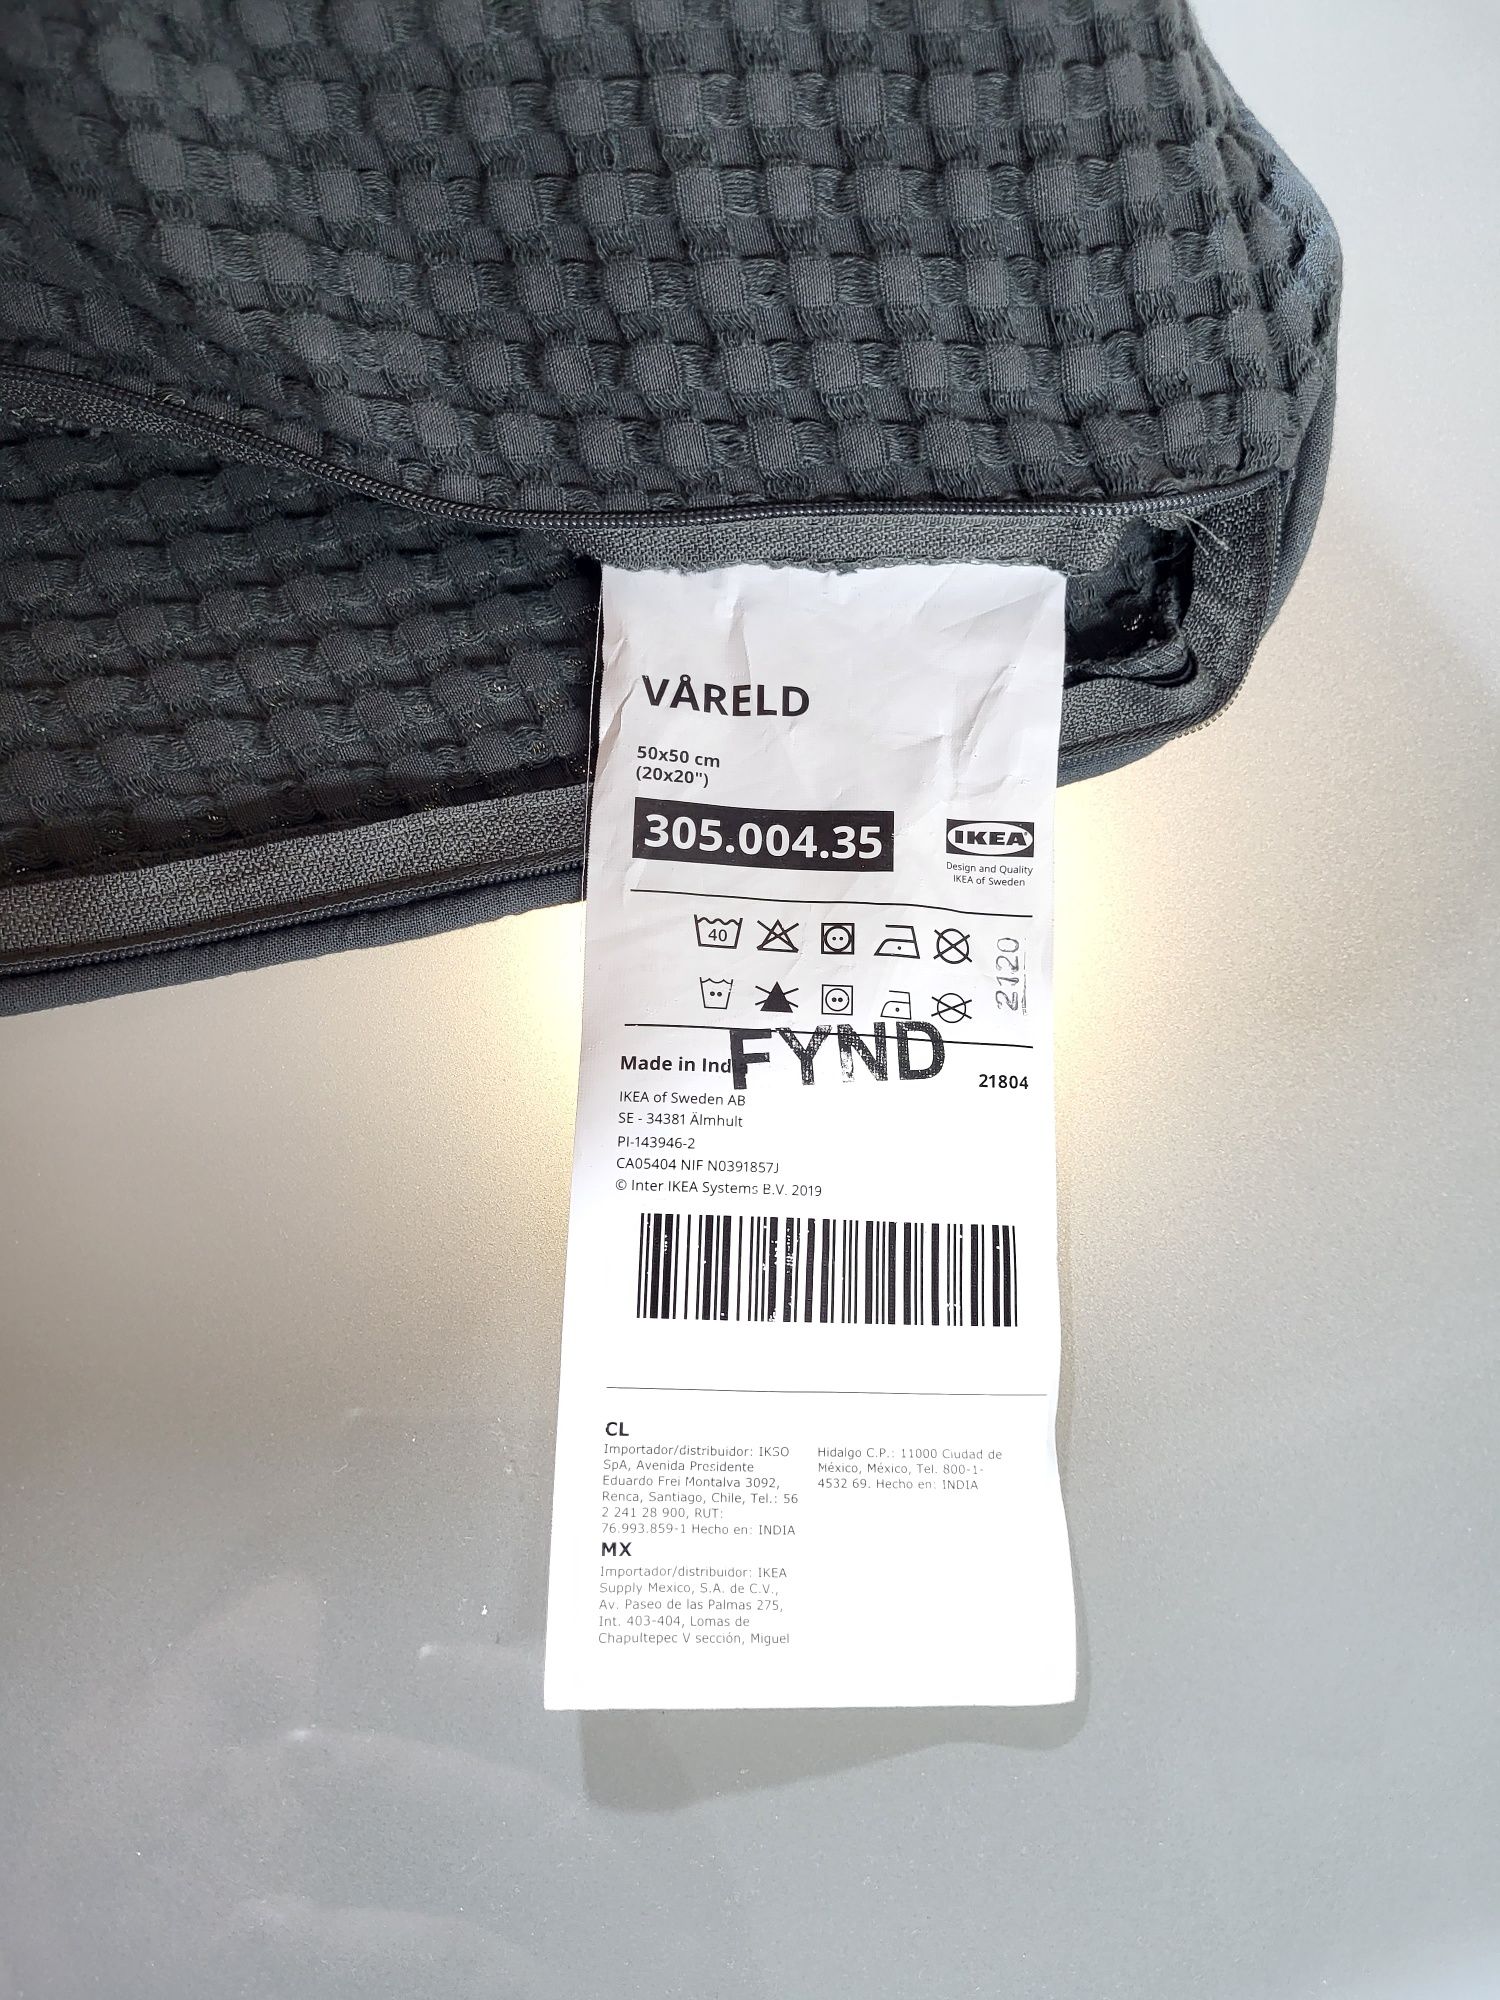 VÅRELD
50x50 cm
(20x20")
305.004.35
IKEA
Design and Quality
IKEA of Sweden
40
2120
FYND
Made in
21804
IKEA of Sweden AB
SE - 34381 Älmhult
PI-143946-2
CA05404 NIF N0391857J
© Inter IKEA Systems B.V. 2019
CL
Importador/distribuidor: IKSO
SpA, Avenida Presidente
Eduardo Frei Montalva 3092,
Renca, Santiago, Chile, Tel.: 56
2 241 28 900, RUT:
76.993.859-1 Hecho en: INDIA
MX
Importador/distribuidor: IKEA
Supply Mexico, S.A. de C.V.,
Av. Paseo de las Palmas 275,
Int. 403-404, Lomas de
Chapultepec V sección, Miguel
Hidalgo C.P.: 11000 Ciudad de
México, México, Tel. 800-1-
4532 69. Hecho en: INDIA